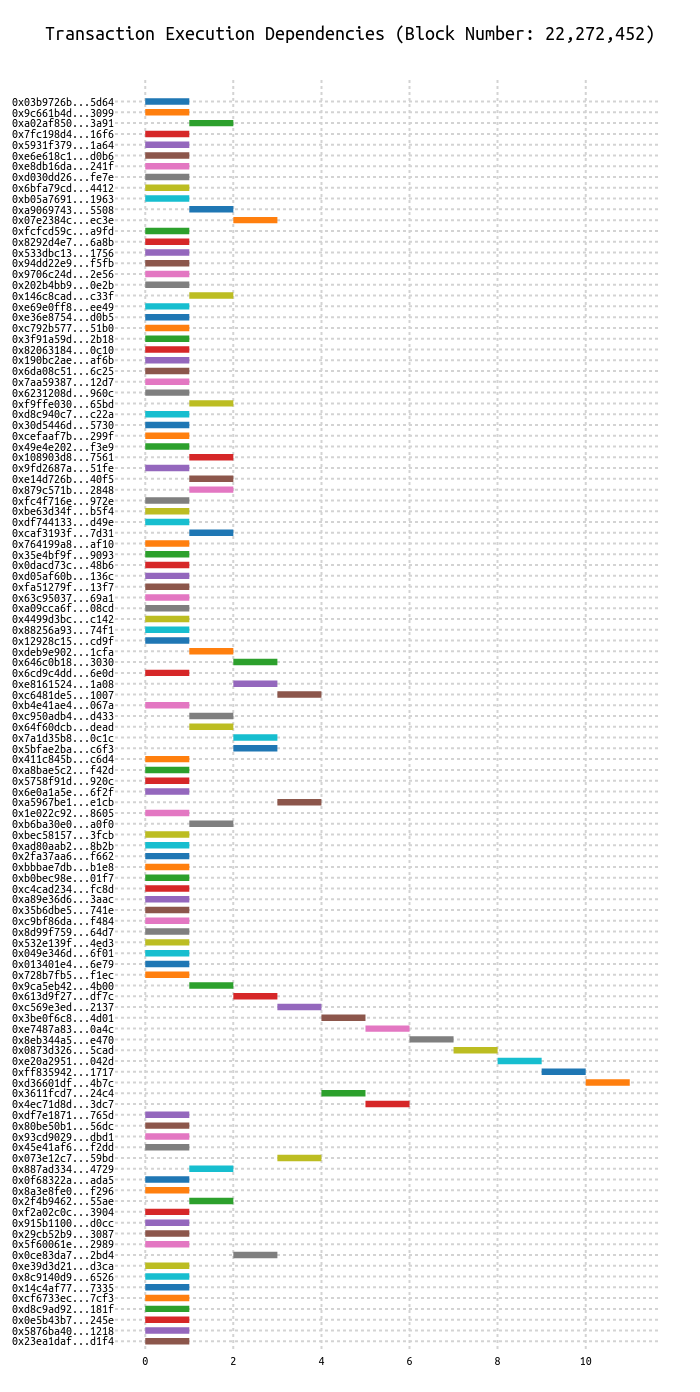 Transaction Execution Dependencies (Block Number: 22,272,452)
0x03b9726b...5d64
0x9c661b4d...3099
0xa02af850...3a91
0x7fc198d4...16f6
0x5931f379...1a64
0xe6e618c1...d0b6
0xe8db16da...241f
0xd030dd26...fe7e
0x6bfa79cd...4412
0xb05a7691...1963
0xa9069743...5508
0x07e2384c...ec3e
0xfcfcd59c...a9fd
0x8292d4e7...6a8b
0x533dbc13...1756
0x94dd22e9...f5fb
0x9706c24d...2e56
0x202b4bb9...0e2b
0x146c8cad...c33f
0xe69e0ff8...ee49
0xe36e8754...d0b5
0xc792b577...51b0
0x3f91a59d...2b18
0x82063184...0c10
0x190bc2ae...af6b
0x6da08c51...6c25
0x7aa59387...12d7
0x6231208d...960c
0xf9ffe030...65bd
0xd8c940c7...c22a
0x30d5446d...5730
0xcefaaf7b...299f
0x49e4e202...f3e9
0x108903d8...7561
0x9fd2687a...51fe
0xe14d726b...40f5
0x879c571b...2848
0xfc4f716e...972e
0xbe63d34f...b5f4
0xdf744133...d49e
0xcaf3193f...7d31
0x764199a8...af10
0x35e4bf9f...9093
0x0dacd73c...48b6
0xd05af60b...136c
0xfa51279f...13f7
0x63c95037...69a1
0xa09cca6f...08cd
0x4499d3bc...c142
0x88256a93...74f1
0x12928c15...cd9f
0xdeb9e902...1cfa
0x646c0b18...3030
0x6cd9c4dd...6e0d
0xe8161524...1a08
0xc6481de5...1007
0xb4e41ae4...067a
0xc950adb4...d433
0x64f60dcb...dead
0x7a1d35b8...0c1c
0x5bfae2ba...c6f3
0x411c845b...c6d4
0xa8bae5c2...f42d
0x5758f91d...920c
0x6e0a1a5e...6f2f
0xa5967be1...e1cb
0x1e022c92...8605
0xb6ba30e0...a0f0
0xbec58157...3fcb
0xad80aab2...8b2b
0x2fa37aa6...f662
0xbbbae7db...b1e8
0xb0bec98e...01f7
0xc4cad234...fc8d
0xa89e36d6...3aac
0x35b6dbe5...741e
0xc9bf86da...f484
0x8d99f759...64d7
0x532e139f...4ed3
0x049e346d...6f01
0x013401e4...6e79
0x728b7fb5...f1ec
0x9ca5eb42...4b00
0x613d9f27...df7c
0xc569e3ed...2137
0x3be0f6c8...4d01
0xe7487a83...0a4c
0x8eb344a5...e470
0x0873d326...5cad
0xe20a2951...042d
0xff835942...1717
0xd36601df...4b7c
0x3611fcd7...24c4
0x4ec71d8d...3dc7
0xdf7e1871...765d
0x80be50b1...56dc
0x93cd9029...dbd1
0x45e41af6...f2dd
0x073e12c7...59bd
0x887ad334...4729
0x0f68322a...ada5
0x8a3e8fe0...f296
0x2f4b9462...55ae
0xf2a02c0c...3904
0x915b1100...d0cc
0x29cb52b9...3087
0x5f60061e...2989
0x0ce83da7...2bd4
0xe39d3d21...d3ca
0x8c9140d9...6526
0x14c4af77...7335
0xcf6733ec...7cf3
0xd8c9ad92...181f
0x0e5b43b7...245e
0x5876ba40...1218
0x23ea1daf...d1f4
0 2 4 6 8 10